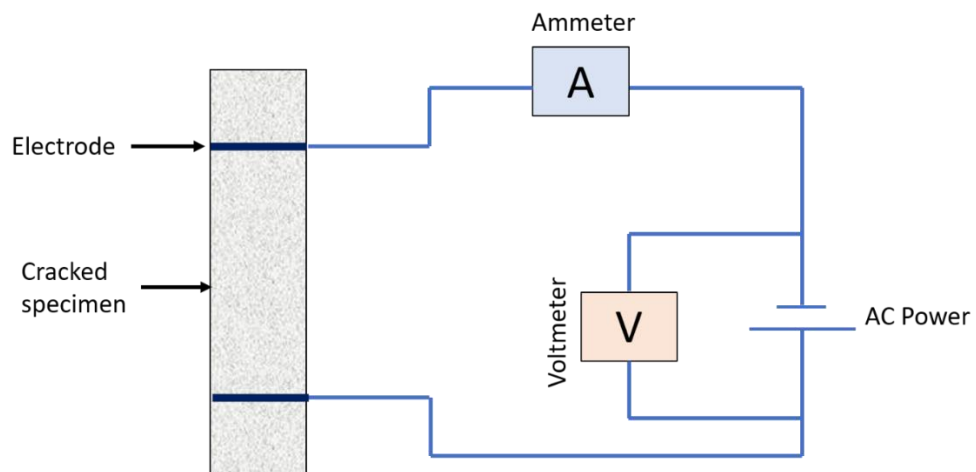 Ammeter
A
Electrode
Cracked
specimen
Voltmeter
V
AC Power